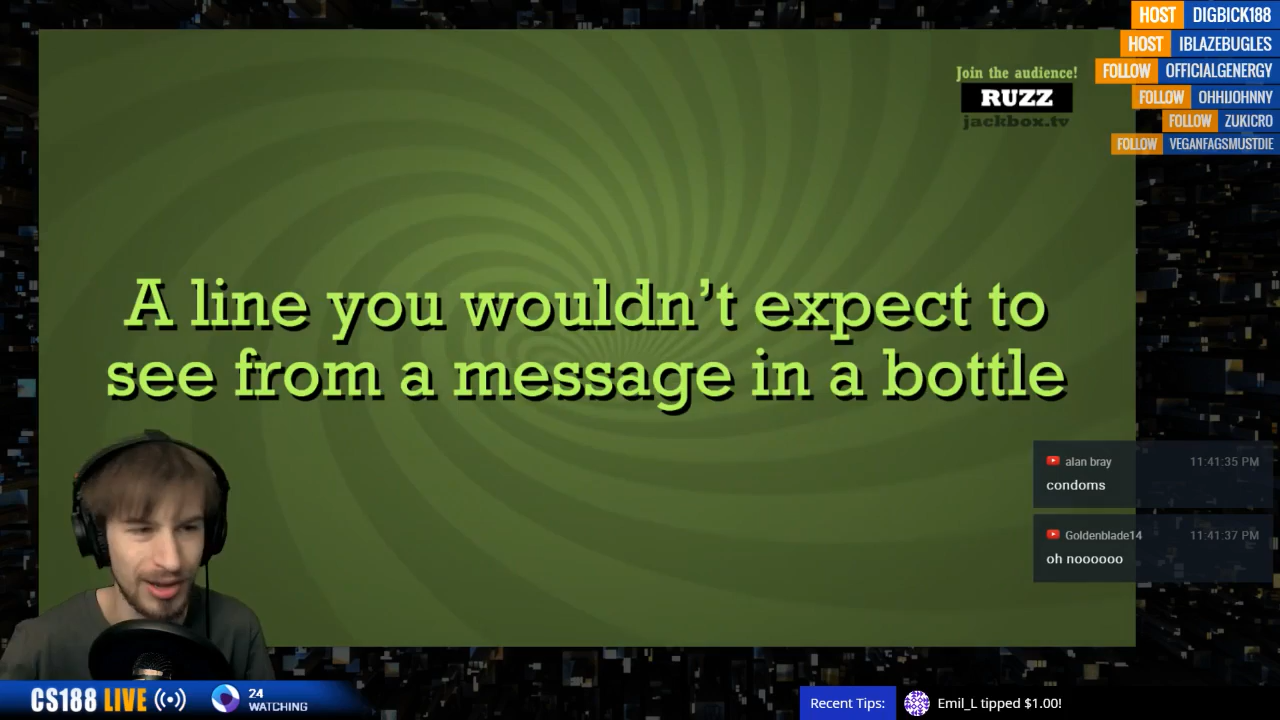 HOST DIGBICK188
HOST IBLAZEBUGLES
FOLLOW OFFICIALGENERGY
FOLLOW OHHIJOHNNY
FOLLOW ZUKICRO
FOLLOW VEGANFAGSMUSTDIE
Join the audience!
RUZZ
jackbox.tv
A line you wouldn't expect to
see from a message in a bottle
alan bray 11:41:35 PM
condoms
Goldenblade14 11:41:37 PM
oh noooooo
CS188 LIVE
24
WATCHING
Recent Tips: Emil_L tipped $1.00!